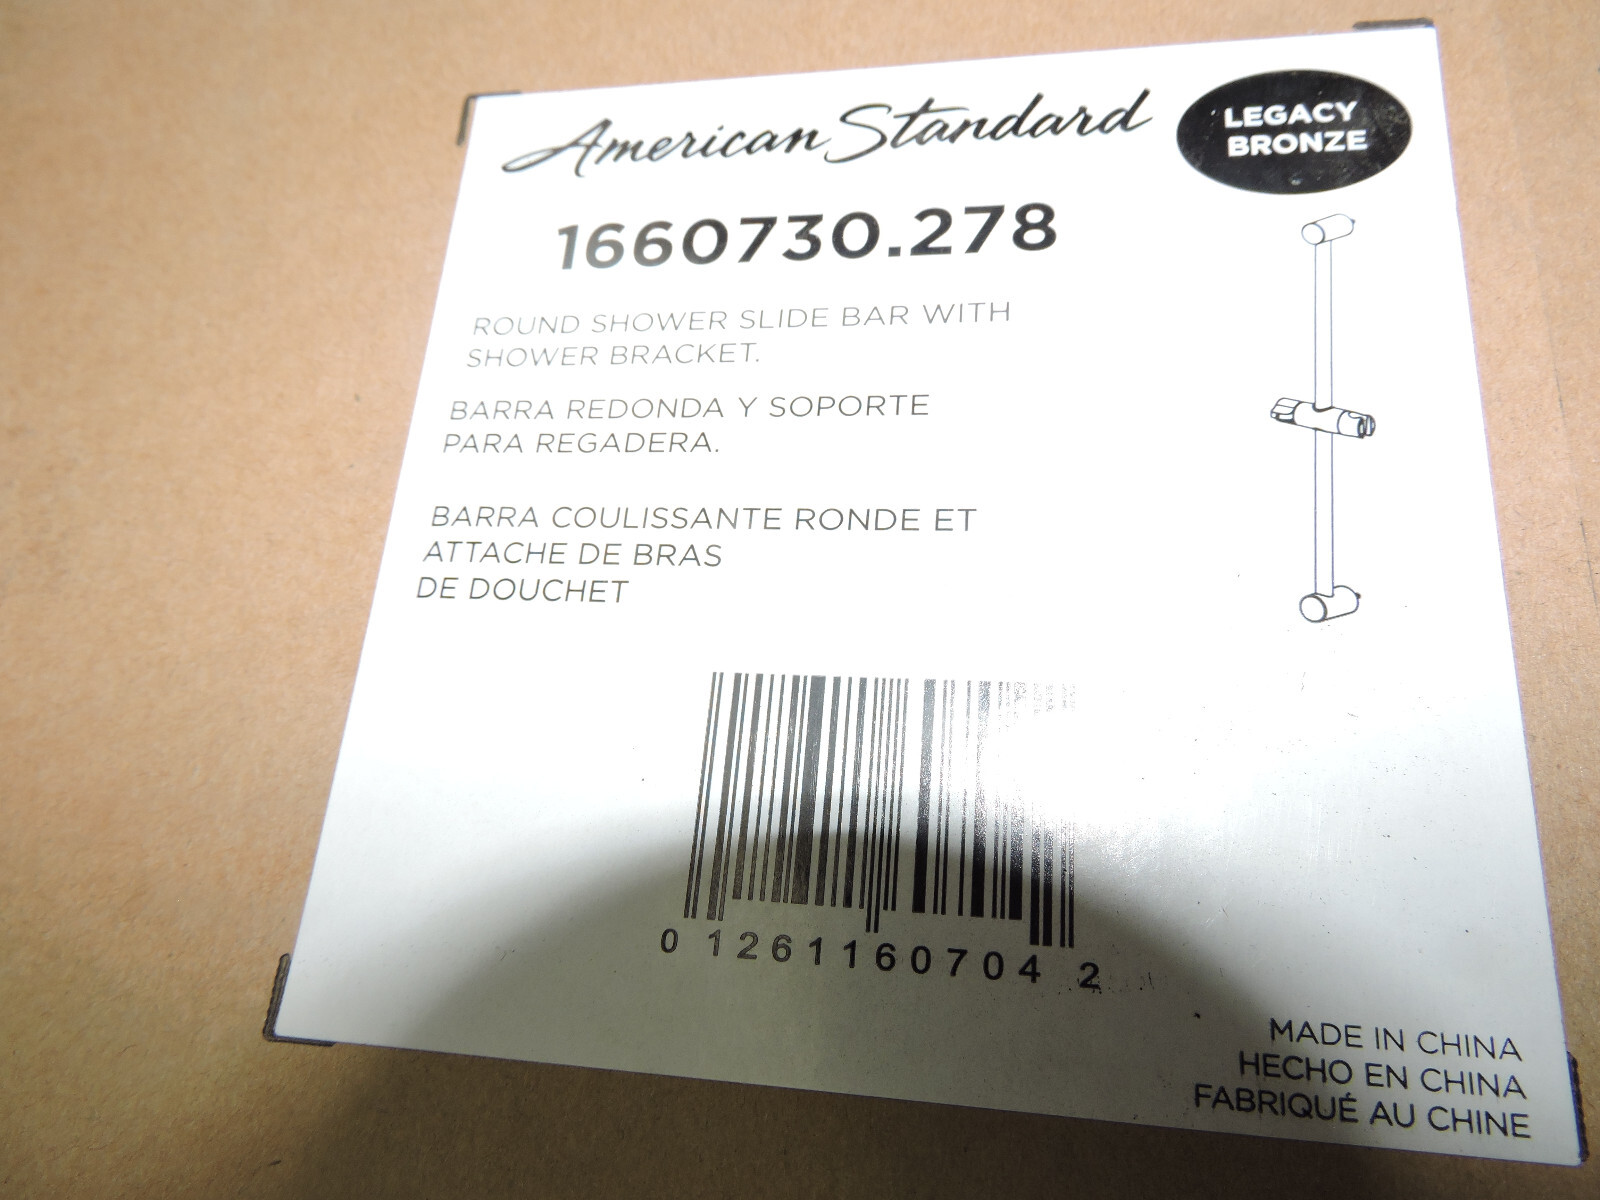 American Standard
LEGACY
BRONZE
1660730.278
ROUND SHOWER SLIDE BAR WITH
SHOWER BRACKET.
BARRA REDONDA Y SOPORTE
PARA REGADERA.
BARRA COULISSANTE RONDE ET
ATTACHE DE BRAS
DE DOUCHET
0 12611 60704 2
MADE IN CHINA
HECHO EN CHINA
FABRIQUÉ AU CHINE